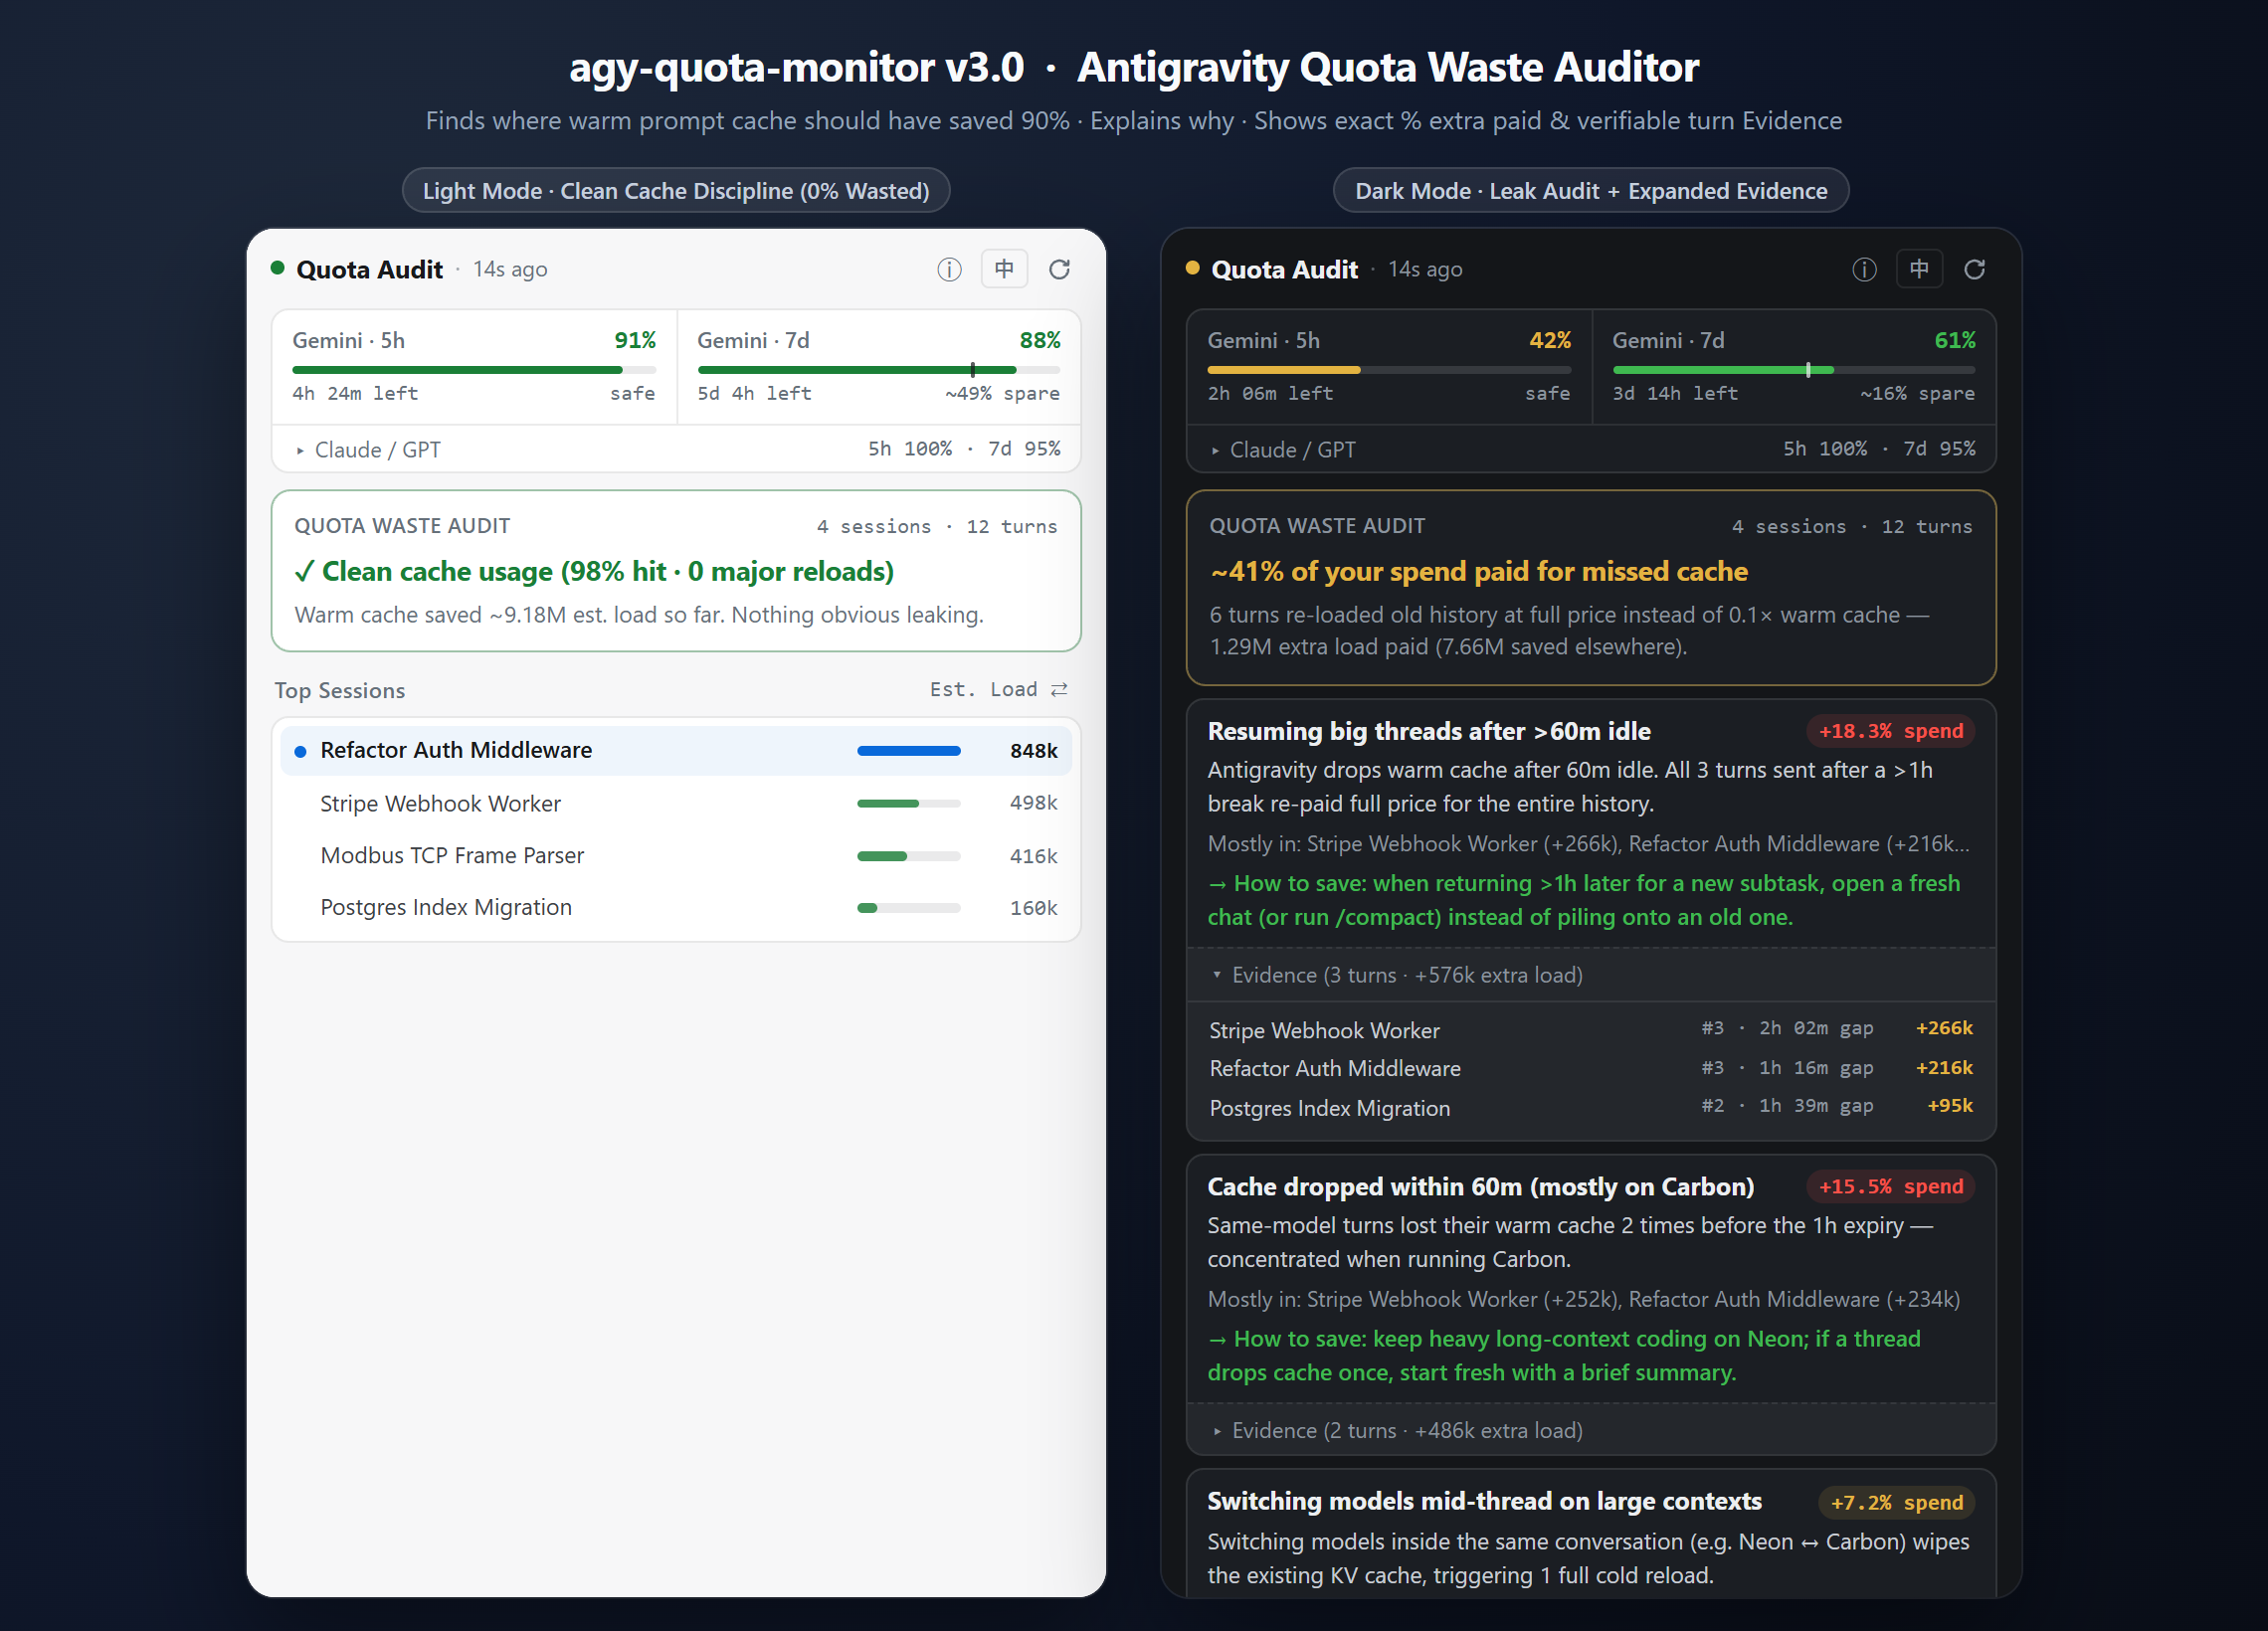 agy-quota-monitor v3.0 · Antigravity Quota Waste Auditor
Finds where warm prompt cache should have saved 90% · Explains why · Shows exact % extra paid & verifiable turn Evidence
Light Mode · Clean Cache Discipline (0% Wasted)
Quota Audit · 14s ago ⓘ 中
Gemini · 5h 91%
4h 24m left safe
Gemini · 7d 88%
5d 4h left ~49% spare
▸ Claude / GPT 5h 100% · 7d 95%
QUOTA WASTE AUDIT 4 sessions · 12 turns
✓ Clean cache usage (98% hit · 0 major reloads)
Warm cache saved ~9.18M est. load so far. Nothing obvious leaking.
Top Sessions Est. Load ⇄
Refactor Auth Middleware 848k
Stripe Webhook Worker 498k
Modbus TCP Frame Parser 416k
Postgres Index Migration 160k
Dark Mode · Leak Audit + Expanded Evidence
Quota Audit · 14s ago ⓘ 中
Gemini · 5h 42%
2h 06m left safe
Gemini · 7d 61%
3d 14h left ~16% spare
▸ Claude / GPT 5h 100% · 7d 95%
QUOTA WASTE AUDIT 4 sessions · 12 turns
~41% of your spend paid for missed cache
6 turns re-loaded old history at full price instead of 0.1× warm cache —
1.29M extra load paid (7.66M saved elsewhere).
Resuming big threads after >60m idle +18.3% spend
Antigravity drops warm cache after 60m idle. All 3 turns sent after a >1h
break re-paid full price for the entire history.
Mostly in: Stripe Webhook Worker (+266k), Refactor Auth Middleware (+216k…
→ How to save: when returning >1h later for a new subtask, open a fresh
chat (or run /compact) instead of piling onto an old one.
▾ Evidence (3 turns · +576k extra load)
Stripe Webhook Worker #3 · 2h 02m gap +266k
Refactor Auth Middleware #3 · 1h 16m gap +216k
Postgres Index Migration #2 · 1h 39m gap +95k
Cache dropped within 60m (mostly on Carbon) +15.5% spend
Same-model turns lost their warm cache 2 times before the 1h expiry —
concentrated when running Carbon.
Mostly in: Stripe Webhook Worker (+252k), Refactor Auth Middleware (+234k)
→ How to save: keep heavy long-context coding on Neon; if a thread
drops cache once, start fresh with a brief summary.
▸ Evidence (2 turns · +486k extra load)
Switching models mid-thread on large contexts +7.2% spend
Switching models inside the same conversation (e.g. Neon ↔ Carbon) wipes
the existing KV cache, triggering 1 full cold reload.